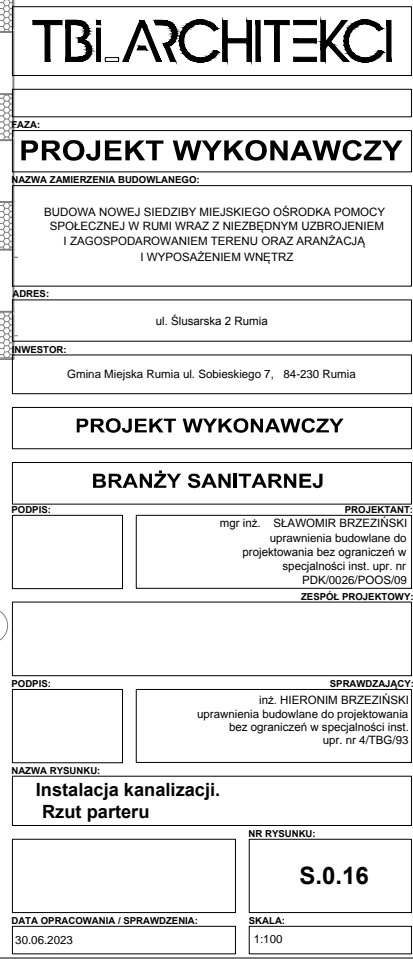 TBi_ARCHITEKCI
FAZA:
PROJEKT WYKONAWCZY
NAZWA ZAMIERZENIA BUDOWLANEGO:
BUDOWA NOWEJ SIEDZIBY MIEJSKIEGO OŚRODKA POMOCY
SPOŁECZNEJ W RUMI WRAZ Z NIEZBĘDNYM UZBROJENIEM
I ZAGOSPODAROWANIEM TERENU ORAZ ARANŻACJĄ
I WYPOSAŻENIEM WNĘTRZ
ADRES:
ul. Ślusarska 2 Rumia
INWESTOR:
Gmina Miejska Rumia ul. Sobieskiego 7, 84-230 Rumia
PROJEKT WYKONAWCZY
BRANŻY SANITARNEJ
PODPIS: PROJEKTANT:
mgr inż. SŁAWOMIR BRZEZIŃSKI
uprawnienia budowlane do
projektowania bez ograniczeń w
specjalności inst. upr. nr
PDK/0026/POOS/09
ZESPÓŁ PROJEKTOWY:
PODPIS: SPRAWDZAJĄCY:
inż. HIERONIM BRZEZIŃSKI
uprawnienia budowlane do projektowania
bez ograniczeń w specjalności inst.
upr. nr 4/TBG/93
NAZWA RYSUNKU:
Instalacja kanalizacji.
Rzut parteru
NR RYSUNKU:
S.0.16
DATA OPRACOWANIA / SPRAWDZENIA: SKALA:
30.06.2023 1:100